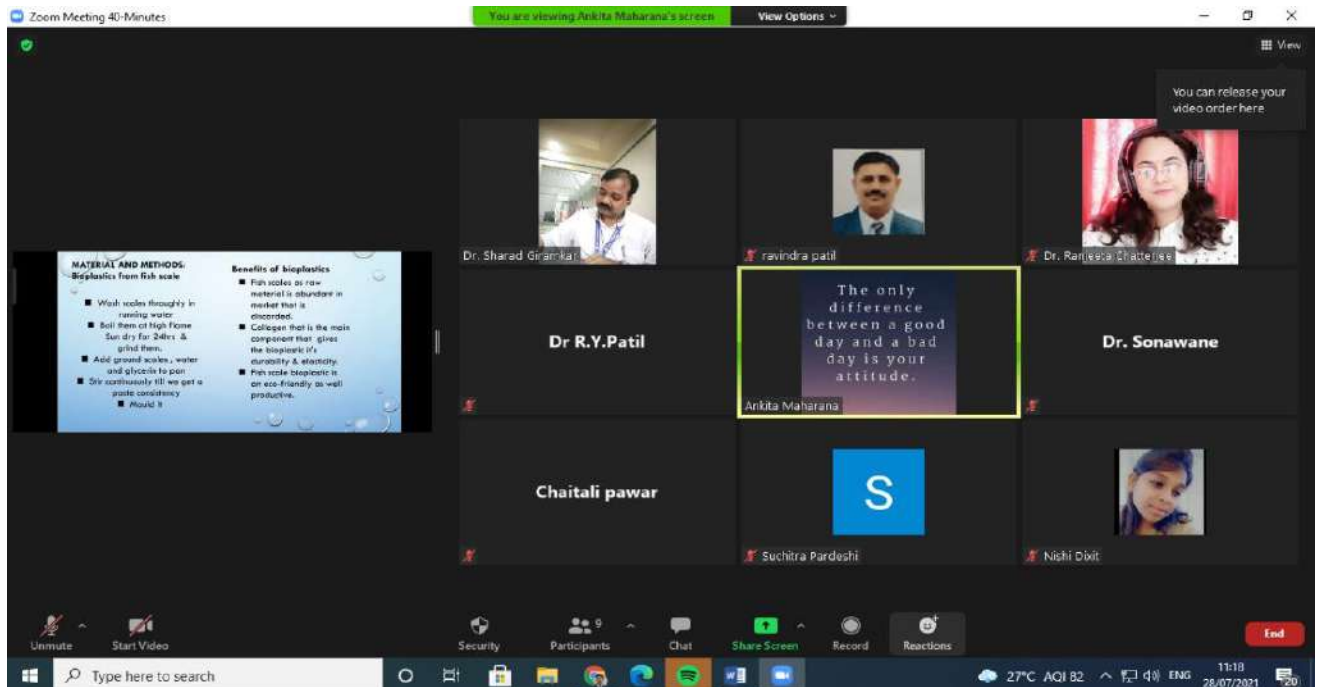 Zoom Meeting 40-Minutes
You are viewing Ankita Maharana's screen
View Options
View
You can release your
video order here
MATERIAL AND METHODS:
Bioplastics from fish scale
Wash scales throughly in
running water
Boil them at high flame
Sun dry for 24hrs &
grind them.
Add ground scales, water
and glycerin to pan
Stir continuously till we get a
paste consistency
Mould it
Benefits of bioplastics
Fish scales as raw
material is abundant in
market that is
discarded.
Collagen that is the main
component that gives
the bioplastic it's
durability & elasticity.
Fish scale bioplastic is
an eco-friendly as well
productive.
Dr. Sharad Giramkar
ravindra patil
Dr. Ranjeeta Chatterjee
Dr R.Y.Patil
The only
difference
between a good
day and a bad
day is your
attitude.
Ankita Maharana
Dr. Sonawane
Chaitali pawar
S
Suchitra Pardeshi
Nishi Dixit
Unmute
Start Video
Security
Participants
9
Chat
Share Screen
Record
Reactions
End
Type here to search
27°C AQI 82
ENG
11:18
28/07/2021
20